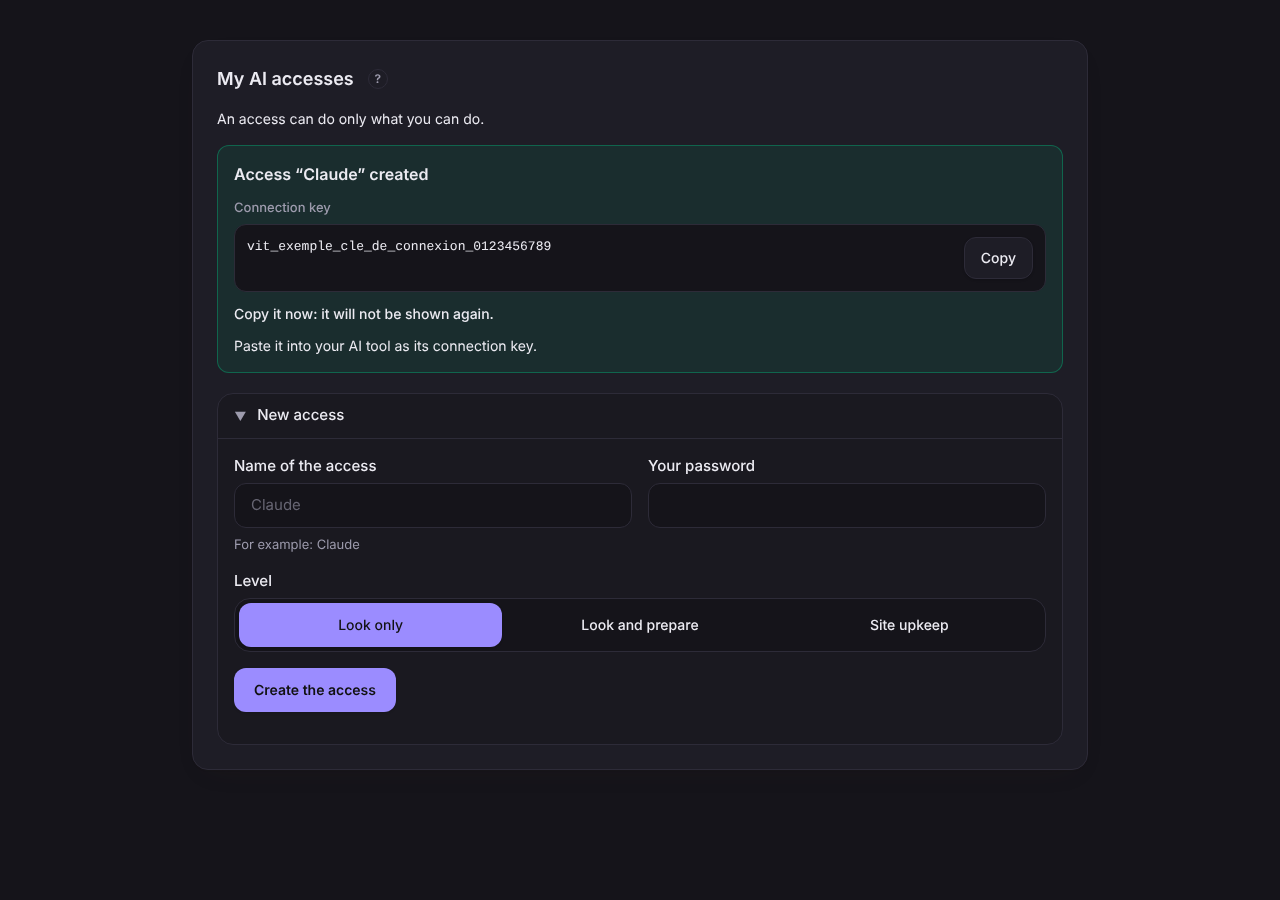 My AI accesses ?
An access can do only what you can do.
Access “Claude” created
Connection key
vit_exemple_cle_de_connexion_0123456789
Copy
Copy it now: it will not be shown again.
Paste it into your AI tool as its connection key.
▼ New access
Name of the access
Your password
Claude
For example: Claude
Level
Look only
Look and prepare
Site upkeep
Create the access